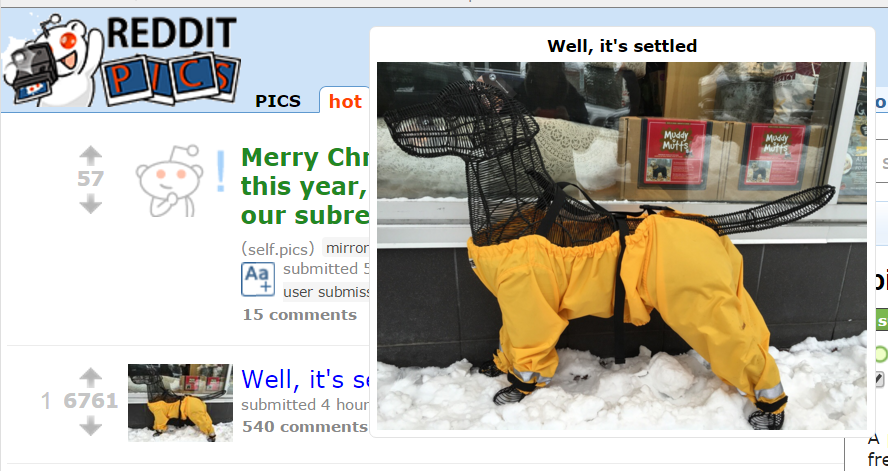 REDDIT
PICS
PICS
hot
Well, it's settled
Muddy Mutts
Muddy Mutts
57
Merry Chr
this year,
our subre
(self.pics) mirror
Aa+
submitted 5
user submiss
15 comments
1
6761
Well, it's se
submitted 4 hour
540 comments
A
fre